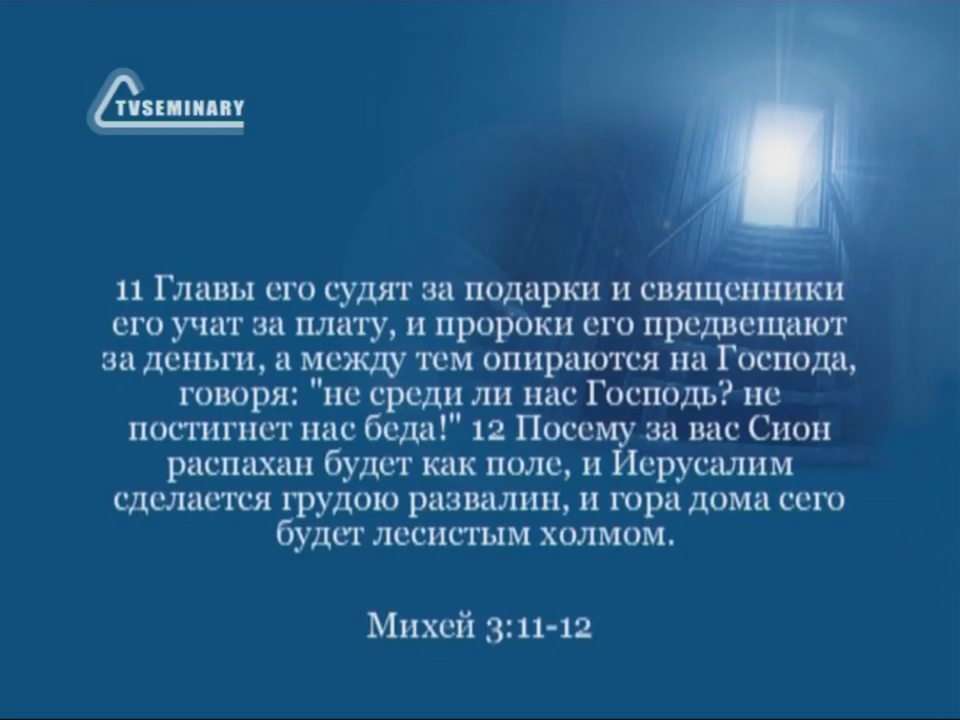 TVSEMINARY
11 Главы его судят за подарки и священники
его учат за плату, и пророки его предвещают
за деньги, а между тем опираются на Господа,
говоря: "не среди ли нас Господь? не
постигнет нас беда!" 12 Посему за вас Сион
распахан будет как поле, и Иерусалим
сделается грудою развалин, и гора дома сего
будет лесистым холмом.
Михей 3:11-12